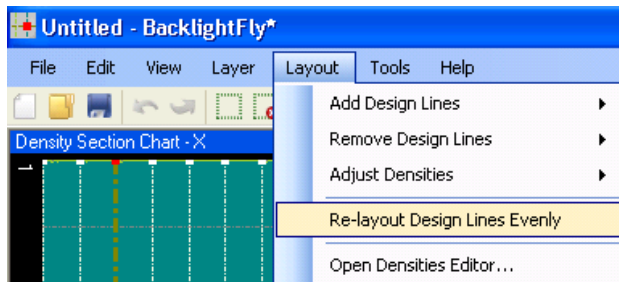 Untitled - BacklightFly*
File Edit View Layer Layout Tools Help
Add Design Lines
Remove Design Lines
Adjust Densities
Re-layout Design Lines Evenly
Open Densities Editor...
Density Section Chart - X
1